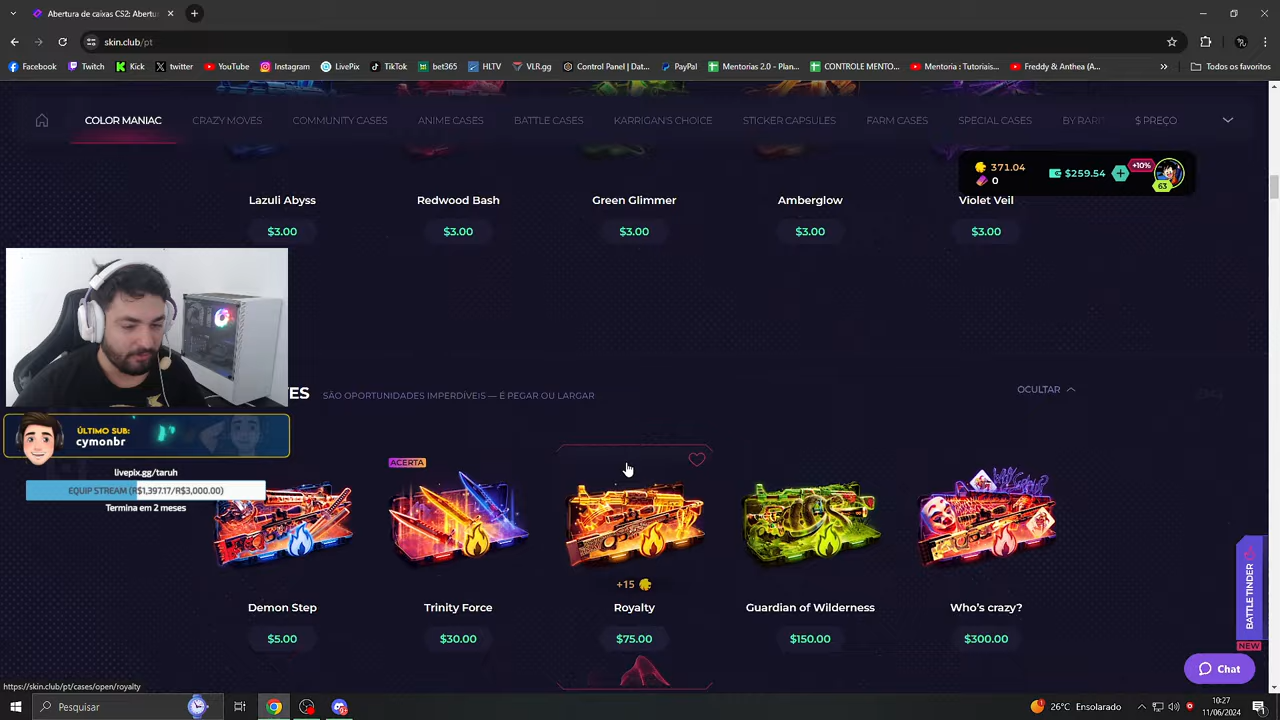 Abertura de caixas CS2: Abertu
skin.club/pt
Facebook
Twitch
Kick
twitter
YouTube
Instagram
LivePix
TikTok
bet365
HLTV
VLR.gg
Control Panel | Dat...
PayPal
Mentorias 2.0 - Plan...
CONTROLE MENTO...
Mentoria : Tutoriais...
Freddy & Anthea (A...
Todos os favoritos
COLOR MANIAC
CRAZY MOVES
COMMUNITY CASES
ANIME CASES
BATTLE CASES
KARRIGAN'S CHOICE
STICKER CAPSULES
FARM CASES
SPECIAL CASES
$ PREÇO
371.04
0
$259.54
+10%
63
Lazuli Abyss
Redwood Bash
Green Glimmer
Amberglow
Violet Veil
$3.00
$3.00
$3.00
$3.00
$3.00
SÃO OPORTUNIDADES IMPERDÍVEIS — É PEGAR OU LARGAR
OCULTAR
ÚLTIMO SUB:
cymonbr
livepix.gg/taruh
EQUIP STREAM (R$1,397.17/R$3,000.00)
Termina em 2 meses
ACERTA
+15
Demon Step
Trinity Force
Royalty
Guardian of Wilderness
Who's crazy?
$5.00
$30.00
$75.00
$150.00
$300.00
BATTLE TINDER
NEW
Chat
https://skin.club/pt/cases/open/royalty
Pesquisar
26°C Ensolarado
10:27
11/06/2024